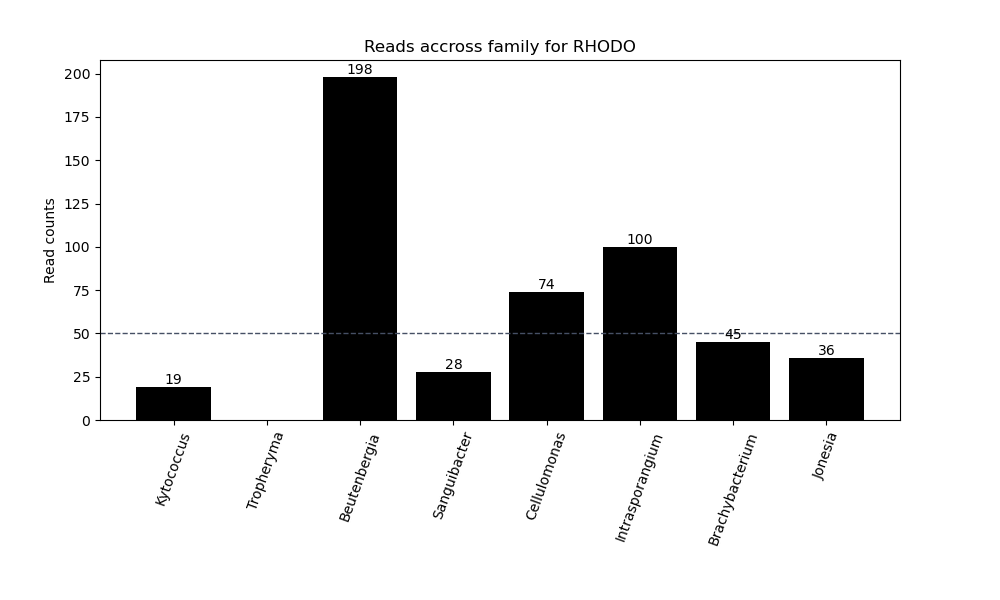 Reads accross family for RHODO
Read counts
200
175
150
125
100
75
50
25
0
19
198
28
74
100
45
36
Kytococcus
Tropheryma
Beutenbergia
Sanguibacter
Cellulomonas
Intrasporangium
Brachybacterium
Jonesia